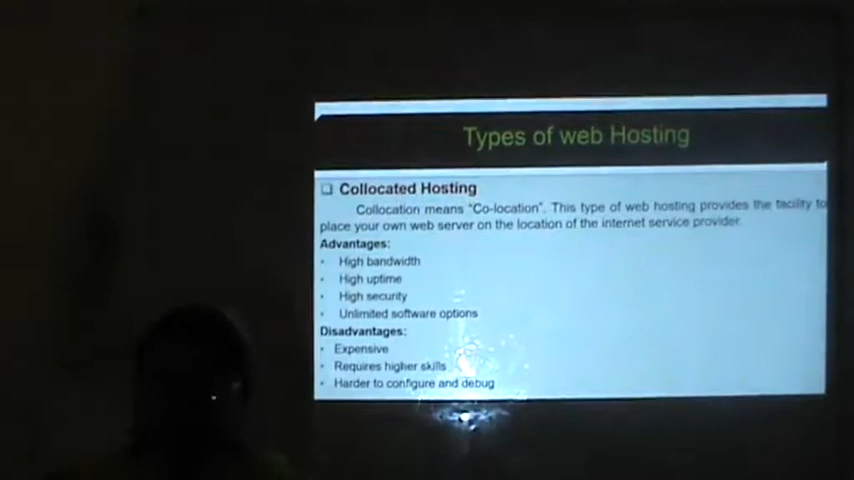 Types of web Hosting
❑ Collocated Hosting
Collocation means “Co-location”. This type of web hosting provides the facility to
place your own web server on the location of the internet service provider.
Advantages:
• High bandwidth
• High uptime
• High security
• Unlimited software options
Disadvantages:
• Expensive
• Requires higher skills
• Harder to configure and debug